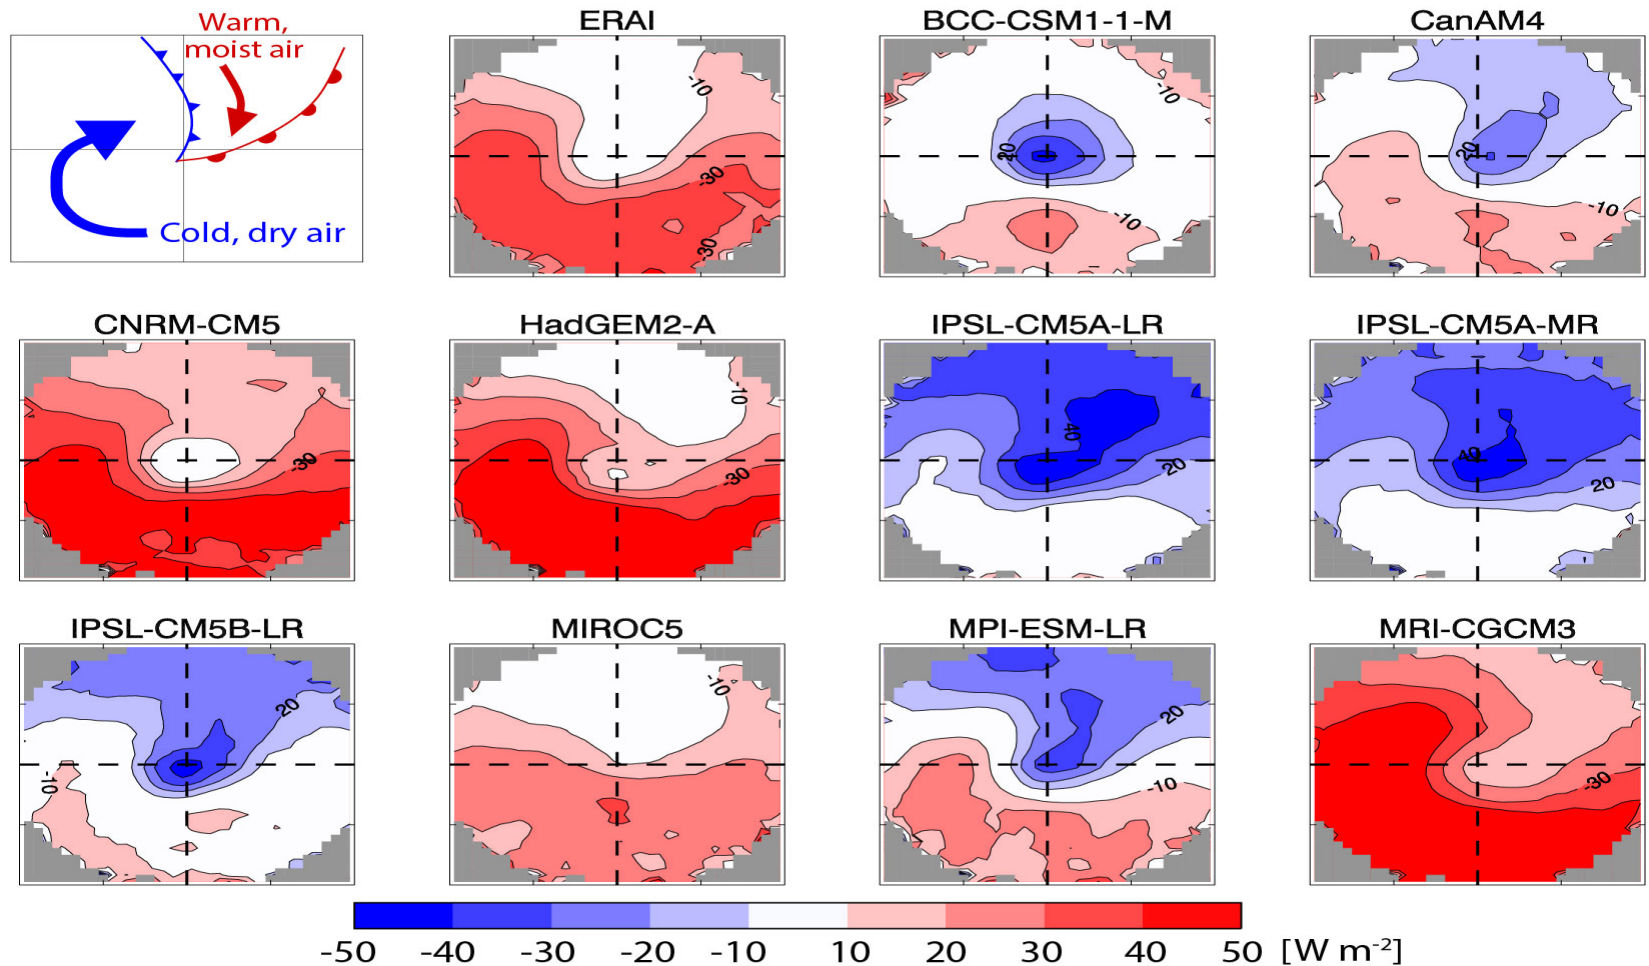 Warm,
moist air
Cold, dry air
ERAI
-10
-30
-30
BCC-CSM1-1-M
-10
20
-10
CanAM4
20
-10
CNRM-CM5
-30
HadGEM2-A
-10
-30
IPSL-CM5A-LR
40
20
IPSL-CM5A-MR
40
20
IPSL-CM5B-LR
20
-10
MIROC5
-10
MPI-ESM-LR
20
-10
MRI-CGCM3
-30
-50 -40 -30 -20 -10 10 20 30 40 50 [W m⁻²]